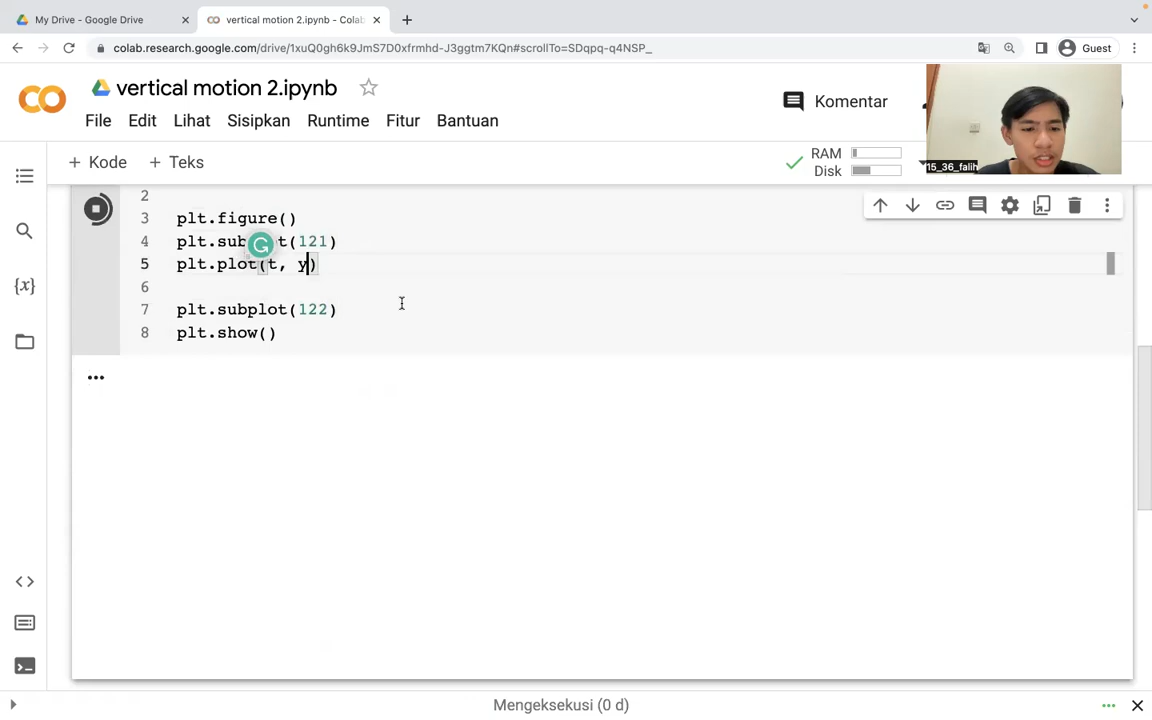 My Drive - Google Drive
vertical motion 2.ipynb - Colab
colab.research.google.com/drive/1xuQ0gh6k9JmS7D0xfrmhd-J3ggtm7KQn#scrollTo=SDqpq-q4NSP_
Guest
vertical motion 2.ipynb
Komentar
File Edit Lihat Sisipkan Runtime Fitur Bantuan
15_36_falih
+ Kode + Teks
RAM
Disk
2
3 plt.figure()
4 plt.sub t(121)
5 plt.plot(t, y)
6
7 plt.subplot(122)
8 plt.show()
Mengeksekusi (0 d)